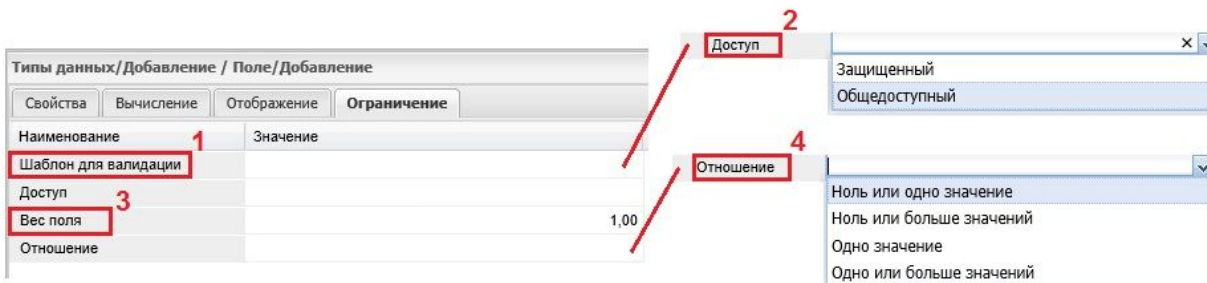 Типы данных/Добавление / Поле/Добавление
Свойства Вычисление Отображение Ограничение
Наименование Значение
1
Шаблон для валидации
Доступ
3
Вес поля 1,00
Отношение
2
Доступ
Защищенный
Общедоступный
4
Отношение
Ноль или одно значение
Ноль или больше значений
Одно значение
Одно или больше значений